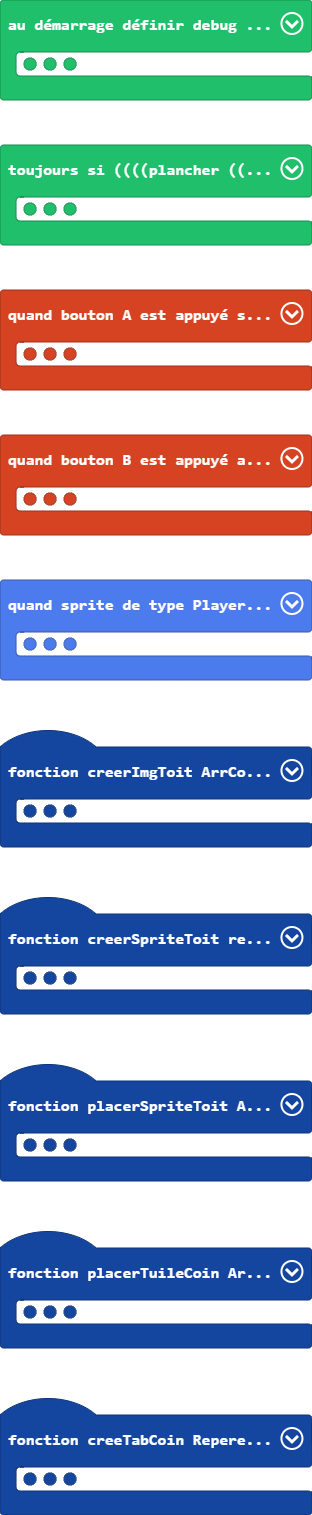 au démarrage définir debug ...
toujours si ((((plancher ((...
quand bouton A est appuyé s...
quand bouton B est appuyé a...
quand sprite de type Player...
fonction creerImgToit ArrCo...
fonction creerSpriteToit re...
fonction placerSpriteToit A...
fonction placerTuileCoin Ar...
fonction creeTabCoin Repere...